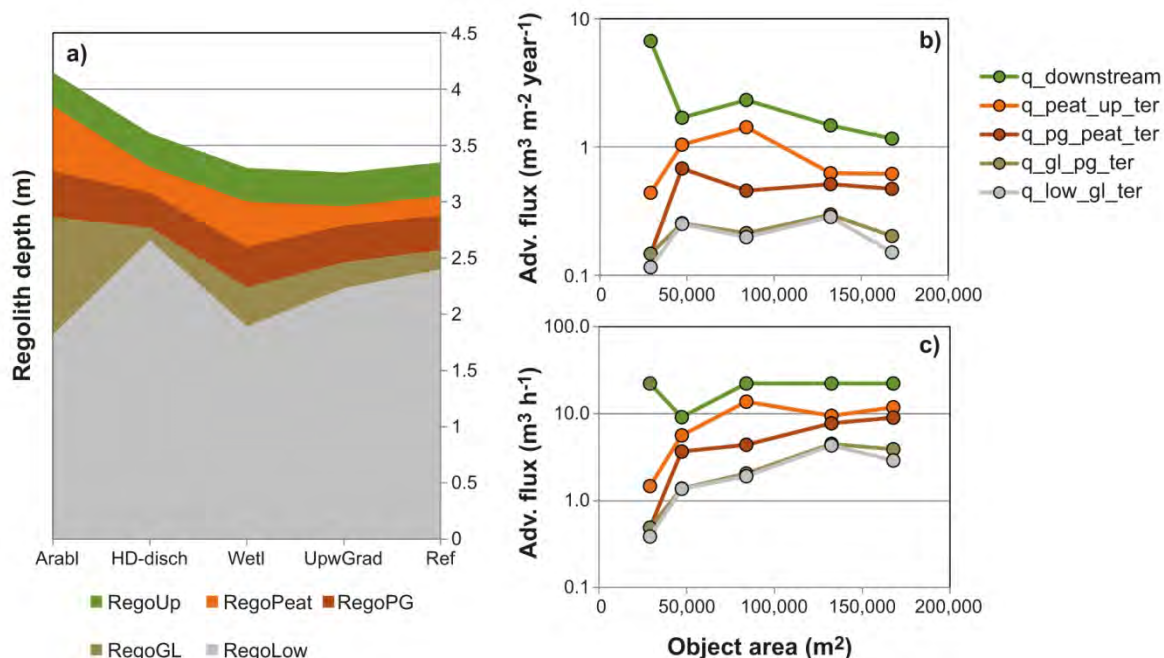 a)
Regolith depth (m)
4.5
4
3.5
3
2.5
2
1.5
1
0.5
0
Arabl HD-disch Wetl UpwGrad Ref
RegoUp RegoPeat RegoPG
RegoGL RegoLow
b)
Adv. flux (m³ m⁻² year⁻¹)
10
1
0.1
0 50,000 100,000 150,000 200,000
q_downstream
q_peat_up_ter
q_pg_peat_ter
q_gl_pg_ter
q_low_gl_ter
c)
Adv. flux (m³ h⁻¹)
100.0
10.0
1.0
0.1
0 50,000 100,000 150,000 200,000
Object area (m²)